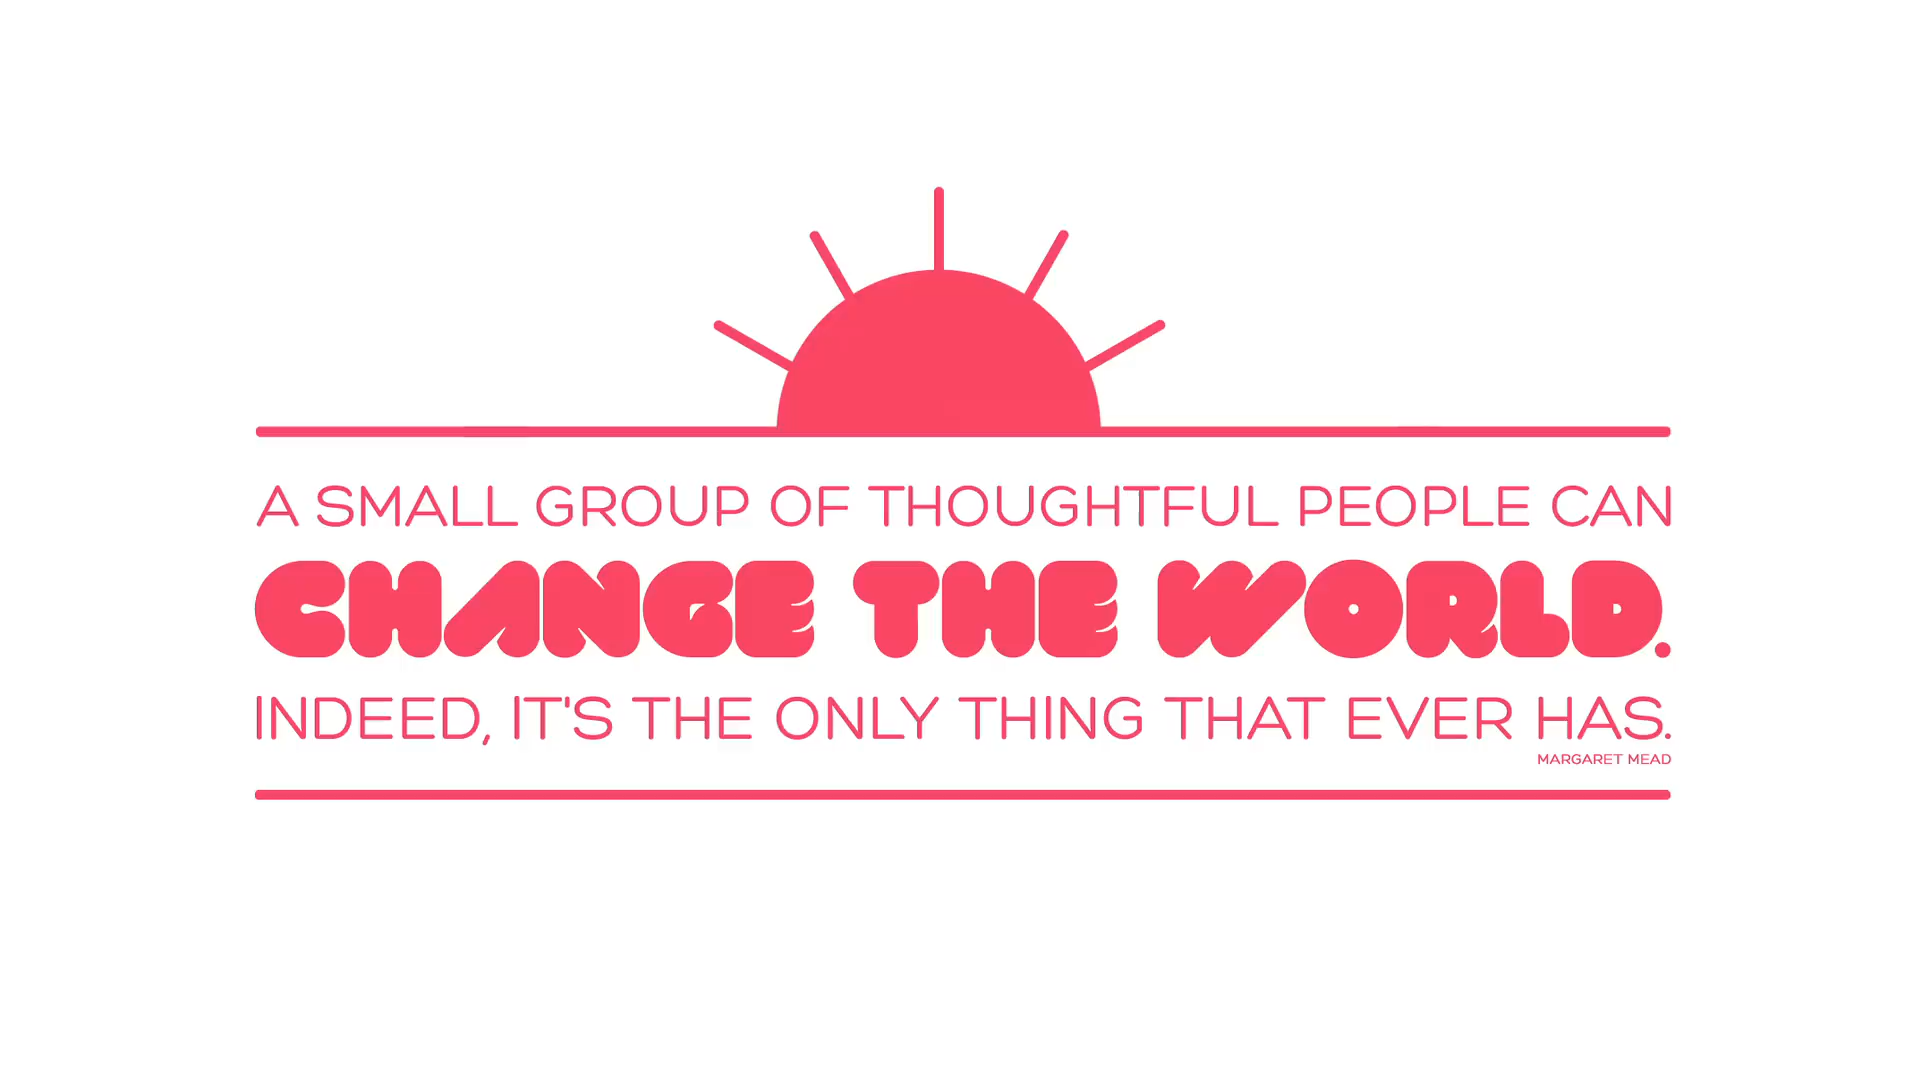 A SMALL GROUP OF THOUGHTFUL PEOPLE CAN
CHANGE THE WORLD.
INDEED, IT'S THE ONLY THING THAT EVER HAS.
MARGARET MEAD